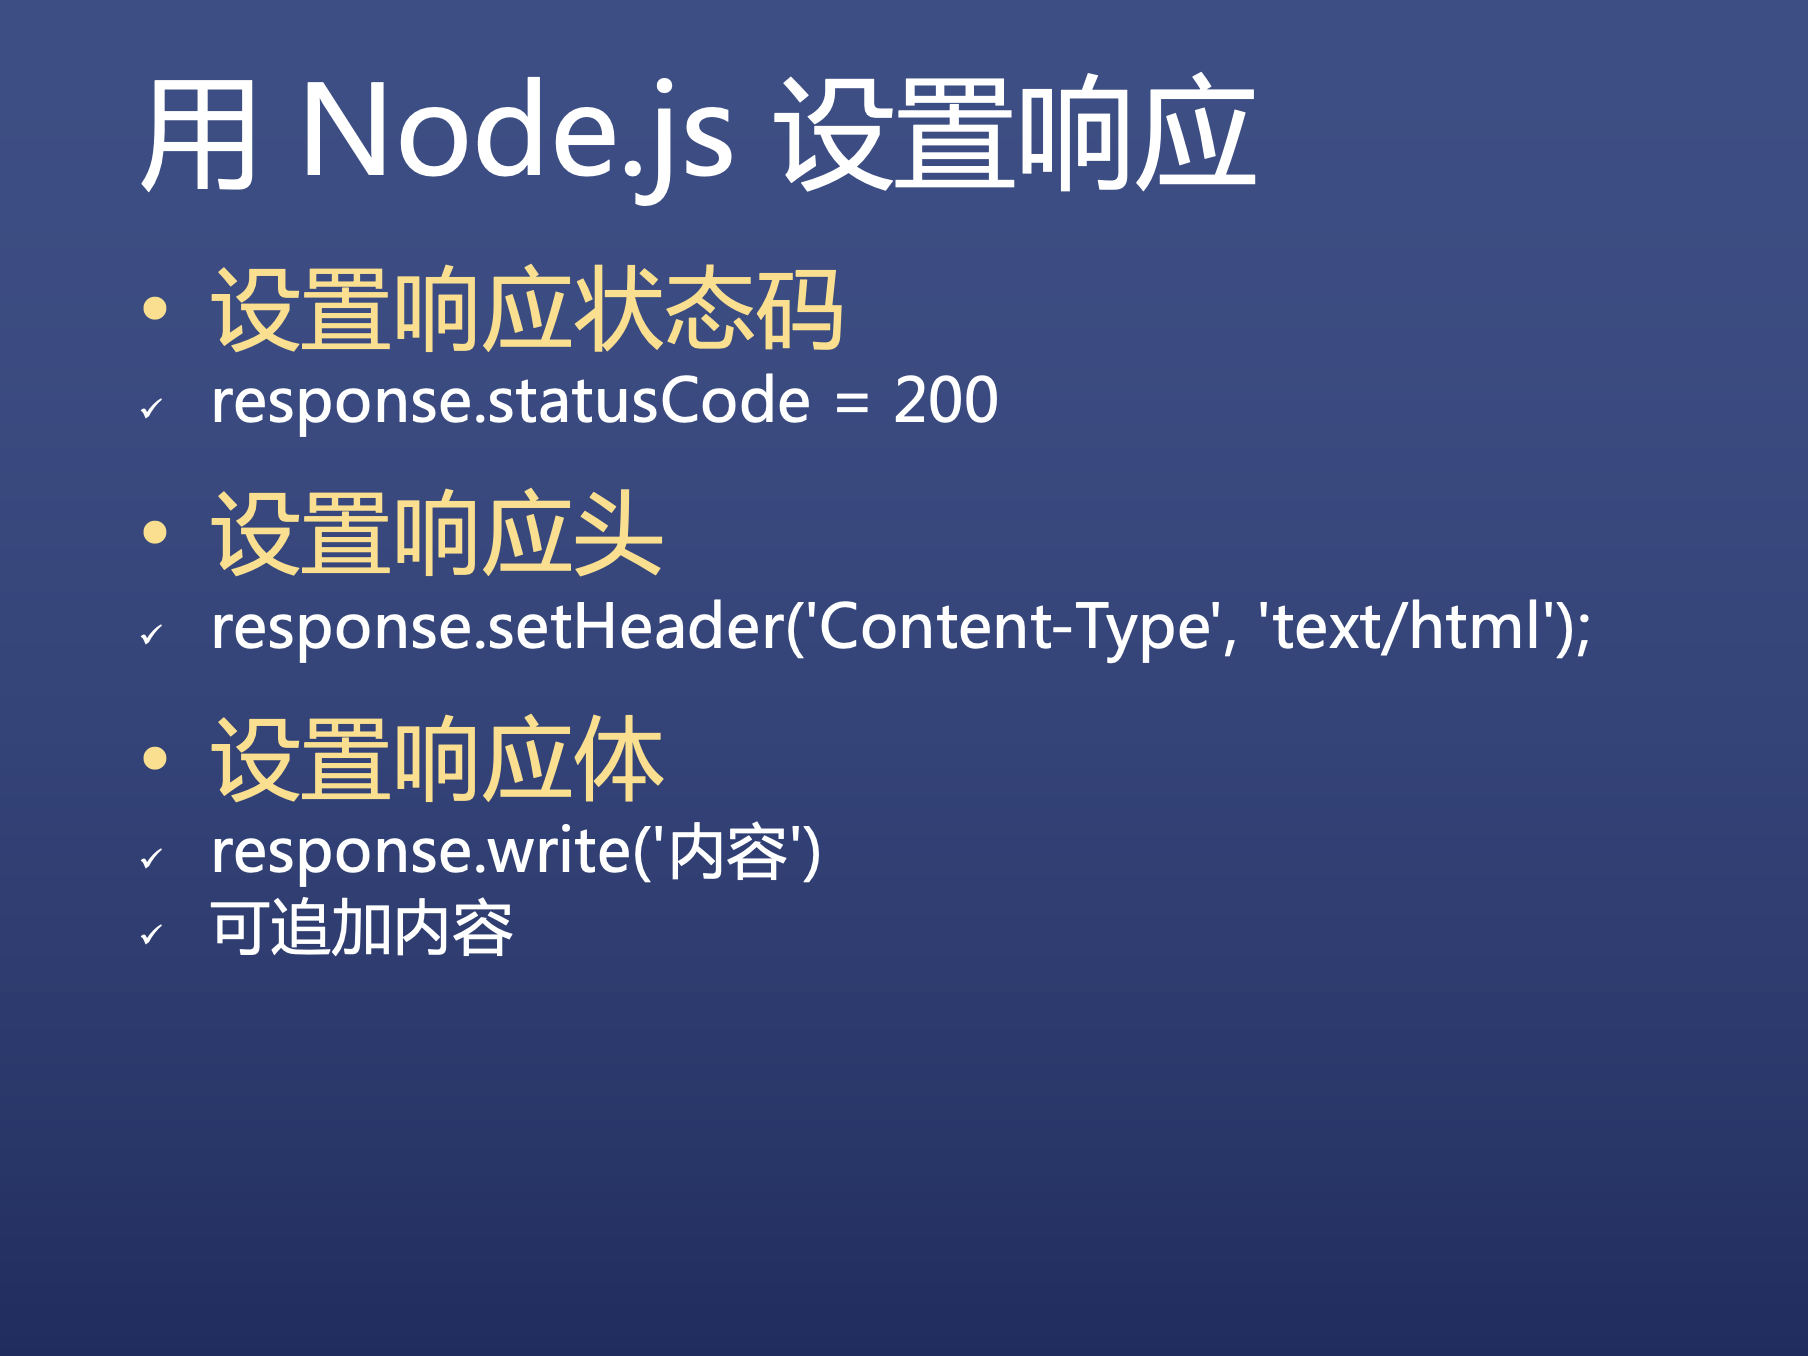 用 Node.js 设置响应
• 设置响应状态码
✓ response.statusCode = 200
• 设置响应头
✓ response.setHeader('Content-Type', 'text/html');
• 设置响应体
✓ response.write('内容')
✓ 可追加内容